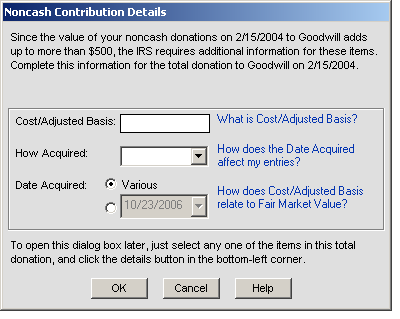 Noncash Contribution Details
Since the value of your noncash donations on 2/15/2004 to Goodwill adds
up to more than $500, the IRS requires additional information for these items.
Complete this information for the total donation to Goodwill on 2/15/2004.
Cost/Adjusted Basis:
What is Cost/Adjusted Basis?
How Acquired:
How does the Date Acquired
affect my entries?
Date Acquired:
Various
10/23/2006
How does Cost/Adjusted Basis
relate to Fair Market Value?
To open this dialog box later, just select any one of the items in this total
donation, and click the details button in the bottom-left corner.
OK
Cancel
Help